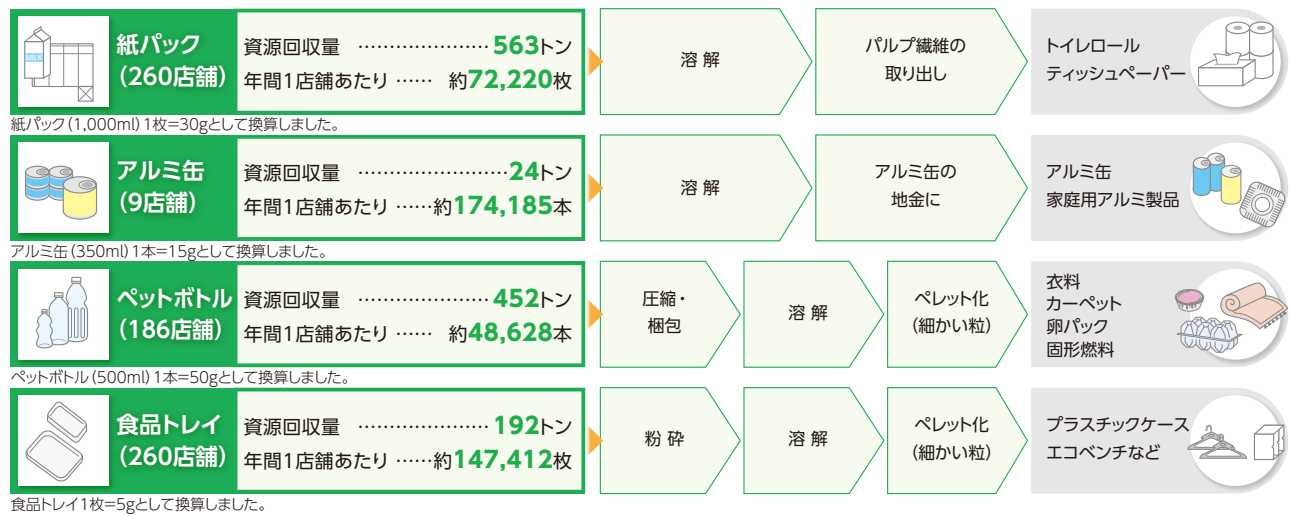 紙パック
(260店舗)
資源回収量 ………………… 563トン
年間1店舗あたり …… 約72,220枚
溶 解
パルプ繊維の
取り出し
トイレロール
ティッシュペーパー
MILK
紙パック(1,000ml)1枚=30gとして換算しました。
アルミ缶
(9店舗)
資源回収量 …………………… 24トン
年間1店舗あたり ……約174,185本
溶 解
アルミ缶の
地金に
アルミ缶
家庭用アルミ製品
アルミ缶(350ml)1本=15gとして換算しました。
ペットボトル
(186店舗)
資源回収量 ………………… 452トン
年間1店舗あたり …… 約48,628本
圧縮・
梱包
溶 解
ペレット化
(細かい粒)
衣料
カーペット
卵パック
固形燃料
ペットボトル(500ml)1本=50gとして換算しました。
食品トレイ
(260店舗)
資源回収量 ………………… 192トン
年間1店舗あたり ……約147,412枚
粉 砕
溶 解
ペレット化
(細かい粒)
プラスチックケース
エコベンチなど
食品トレイ1枚=5gとして換算しました。